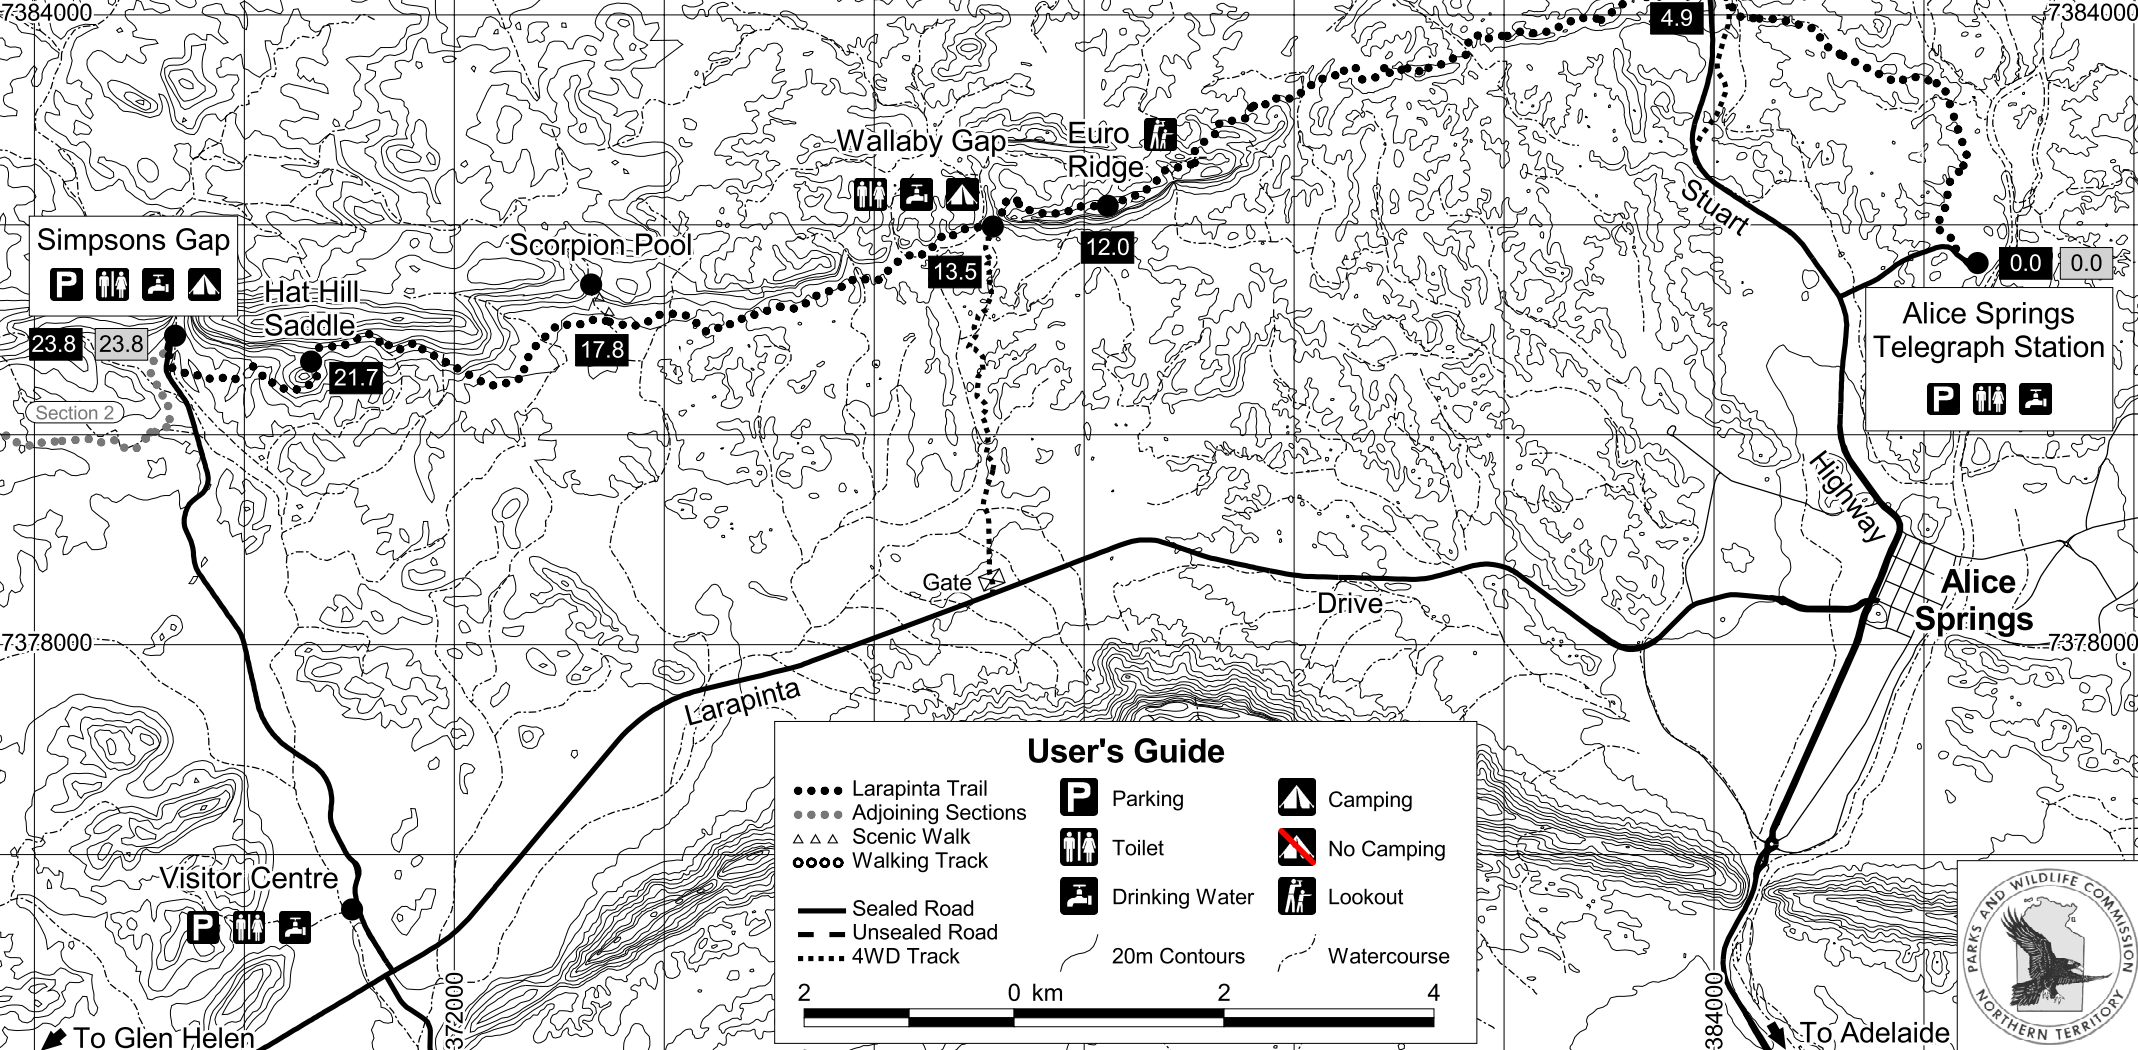 7384000
4.9
7384000
Wallaby Gap
Euro
Ridge
Stuart
Simpsons Gap
P
Scorpion Pool
12.0
13.5
0.0
0.0
Hat Hill
Saddle
Alice Springs
Telegraph Station
P
23.8
23.8
17.8
21.7
Section 2
Highway
Gate
Drive
Alice
Springs
7378000
7378000
Larapinta
User's Guide
Larapinta Trail
Adjoining Sections
Scenic Walk
Walking Track
Sealed Road
Unsealed Road
4WD Track
P
Parking
Toilet
Drinking Water
20m Contours
Camping
No Camping
Lookout
Watercourse
2 0 km 2 4
Visitor Centre
P
372000
384000
To Glen Helen
To Adelaide
PARKS AND WILDLIFE COMMISSION
NORTHERN TERRITORY